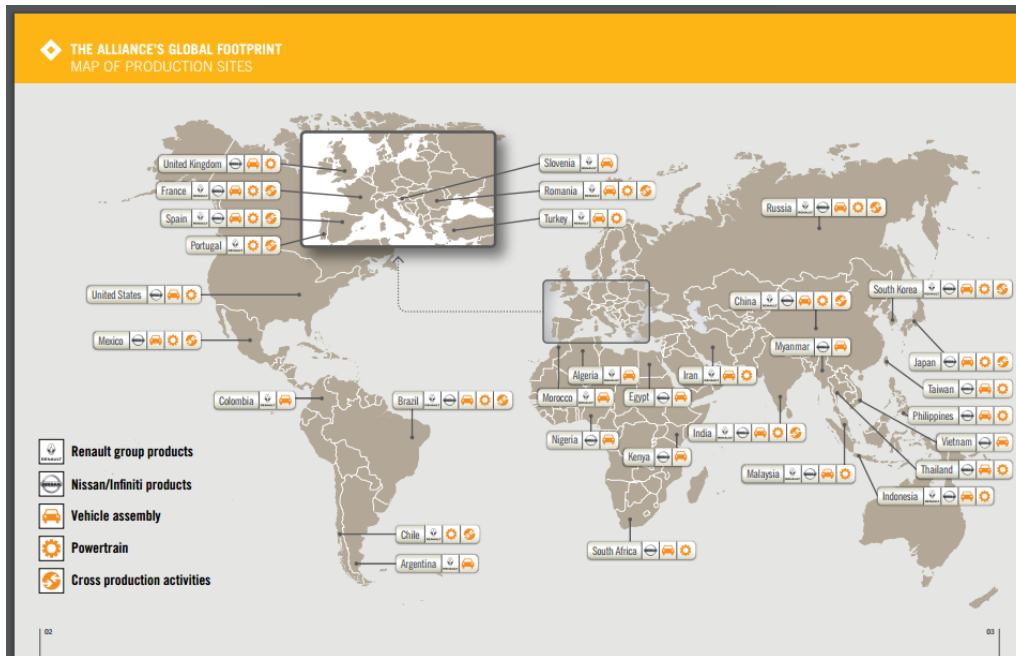 THE ALLIANCE'S GLOBAL FOOTPRINT
MAP OF PRODUCTION SITES
United Kingdom
France
Spain
Portugal
Slovenia
Romania
Turkey
Russia
United States
Mexico
China
South Korea
Myanmar
Japan
Algeria
Iran
Taiwan
Colombia
Brazil
Morocco
Egypt
Philippines
Nigeria
India
Vietnam
Kenya
Malaysia
Thailand
Indonesia
Chile
South Africa
Argentina
RENAULT
Renault group products
NISSAN
Nissan/Infiniti products
Vehicle assembly
Powertrain
Cross production activities
02
03